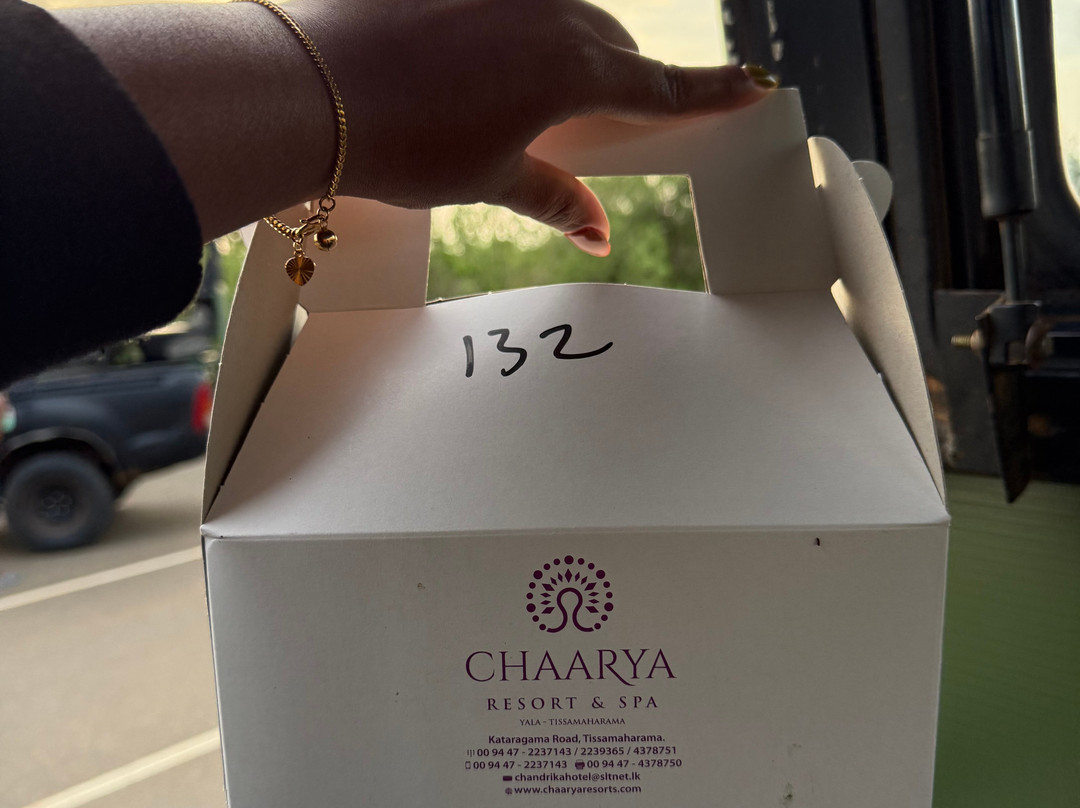 132
CHAARYA
RESORT & SPA
YALA - TISSAMAHARAMA
Kataragama Road, Tissamaharama.
00 94 47 - 2237143 / 2239365 / 4378751
00 94 47 - 2237143 00 94 47 - 4378750
chandrikahotel@sltnet.lk
www.chaaryaresorts.com